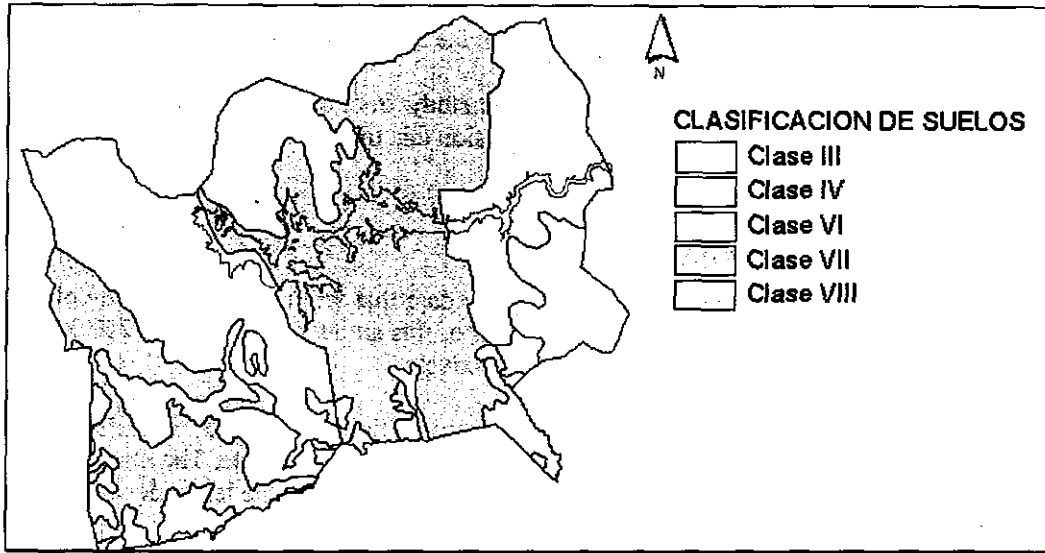 N
CLASIFICACION DE SUELOS
Clase III
Clase IV
Clase VI
Clase VII
Clase VIII